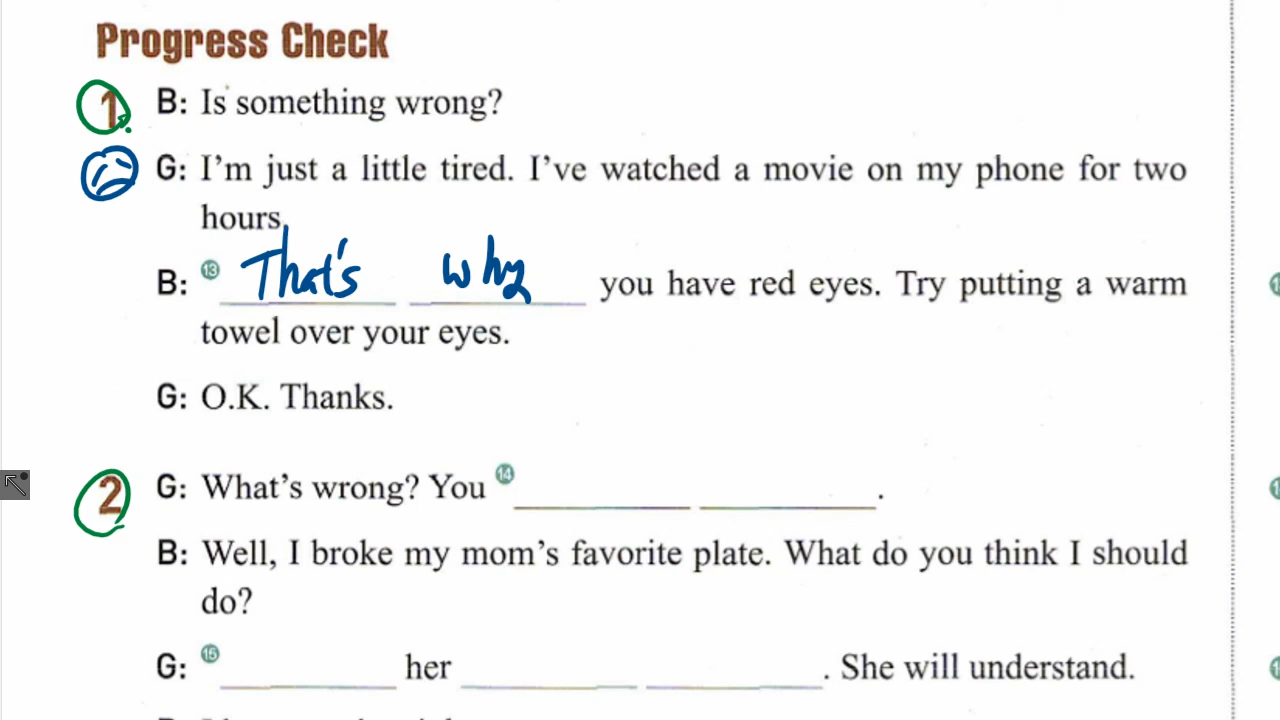 Progress Check
1 B: Is something wrong?
G: I'm just a little tired. I've watched a movie on my phone for two
hours.
B: 13 That's why you have red eyes. Try putting a warm
towel over your eyes.
G: O.K. Thanks.
2 G: What's wrong? You 14 .
B: Well, I broke my mom's favorite plate. What do you think I should
do?
G: 15 her . She will understand.